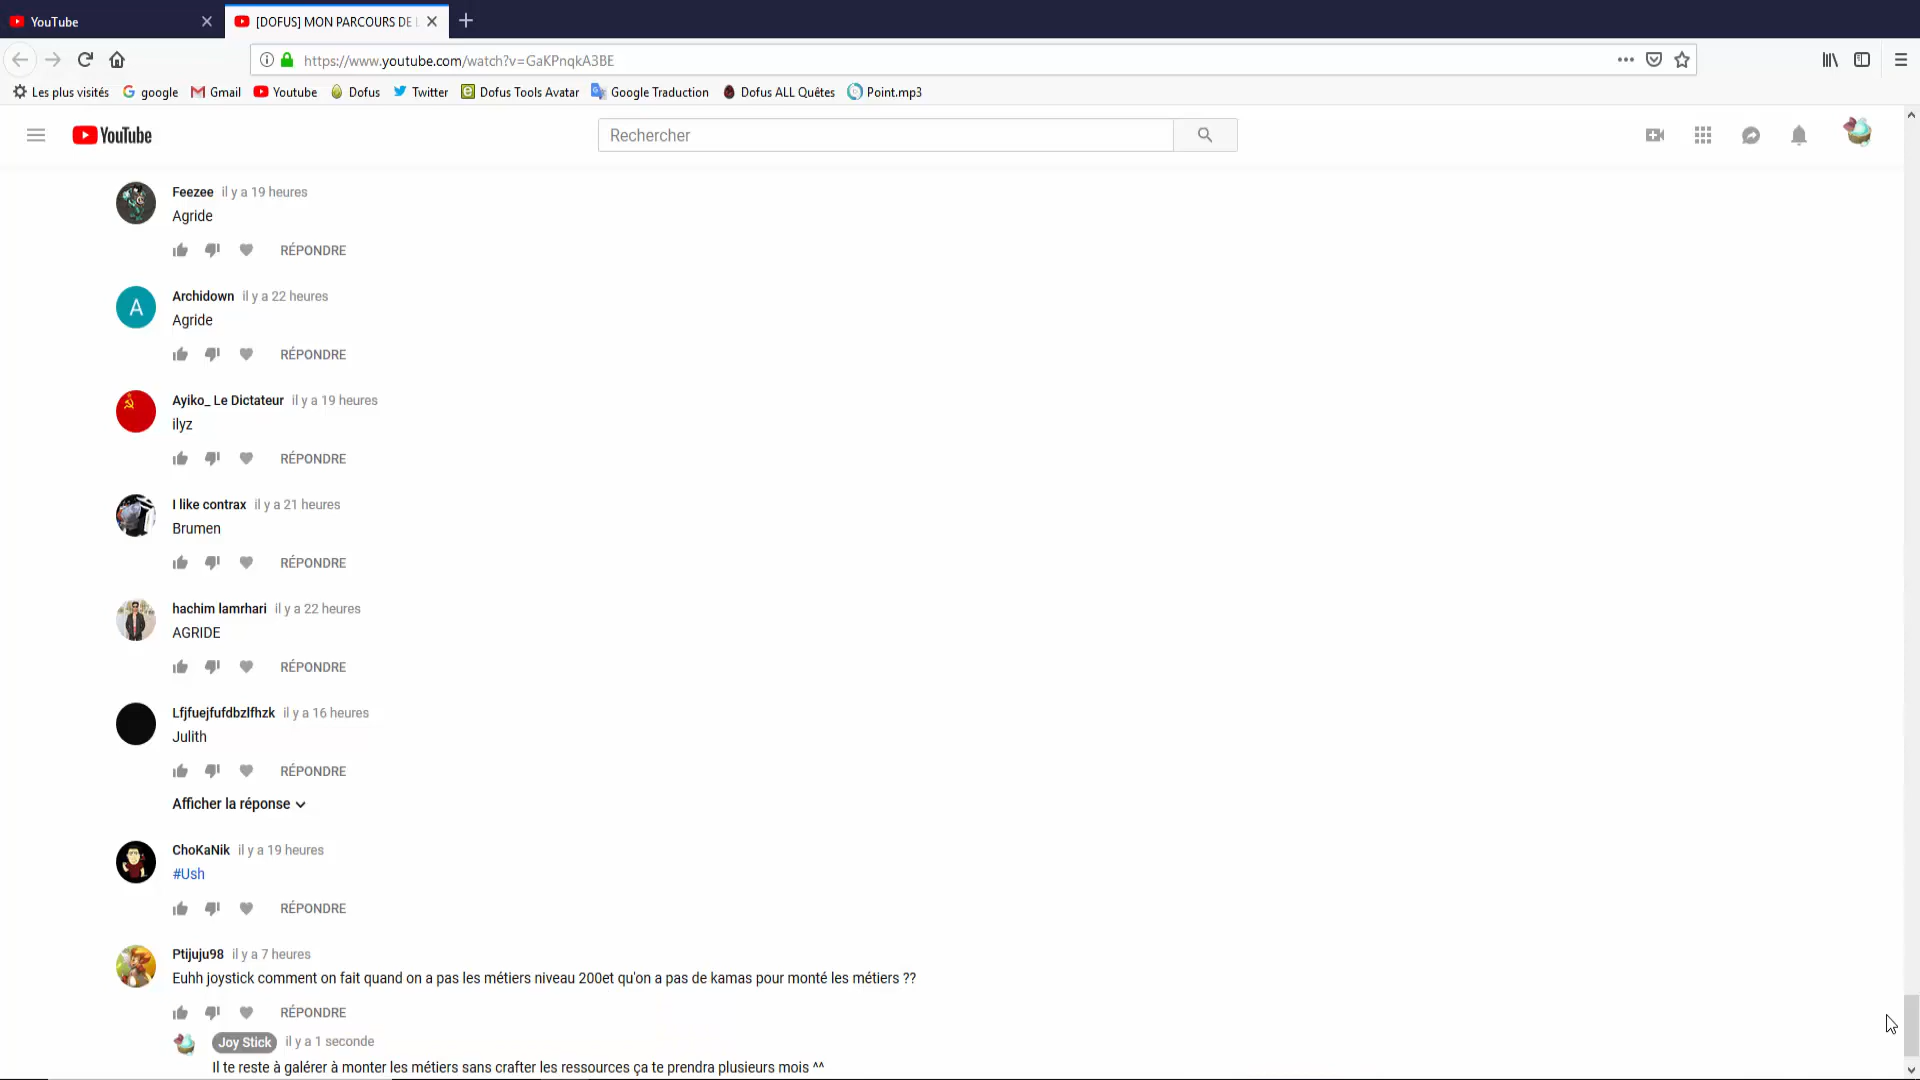 YouTube
[DOFUS] MON PARCOURS DE
https://www.youtube.com/watch?v=GaKPnqkA3BE
Les plus visités google Gmail Youtube Dofus Twitter Dofus Tools Avatar Google Traduction Dofus ALL Quêtes Point.mp3
YouTube
Rechercher
Feezee il y a 19 heures
Agride
RÉPONDRE
A
Archidown il y a 22 heures
Agride
RÉPONDRE
Ayiko_ Le Dictateur il y a 19 heures
ilyz
RÉPONDRE
I like contrax il y a 21 heures
Brumen
RÉPONDRE
hachim lamrhari il y a 22 heures
AGRIDE
RÉPONDRE
Lfjfuejfufdbzlfhzk il y a 16 heures
Julith
RÉPONDRE
Afficher la réponse
ChoKaNik il y a 19 heures
#Ush
RÉPONDRE
Ptijuju98 il y a 7 heures
Euhh joystick comment on fait quand on a pas les métiers niveau 200et qu'on a pas de kamas pour monté les métiers ??
RÉPONDRE
Joy Stick il y a 1 seconde
Il te reste à galérer à monter les métiers sans crafter les ressources ça te prendra plusieurs mois ^^